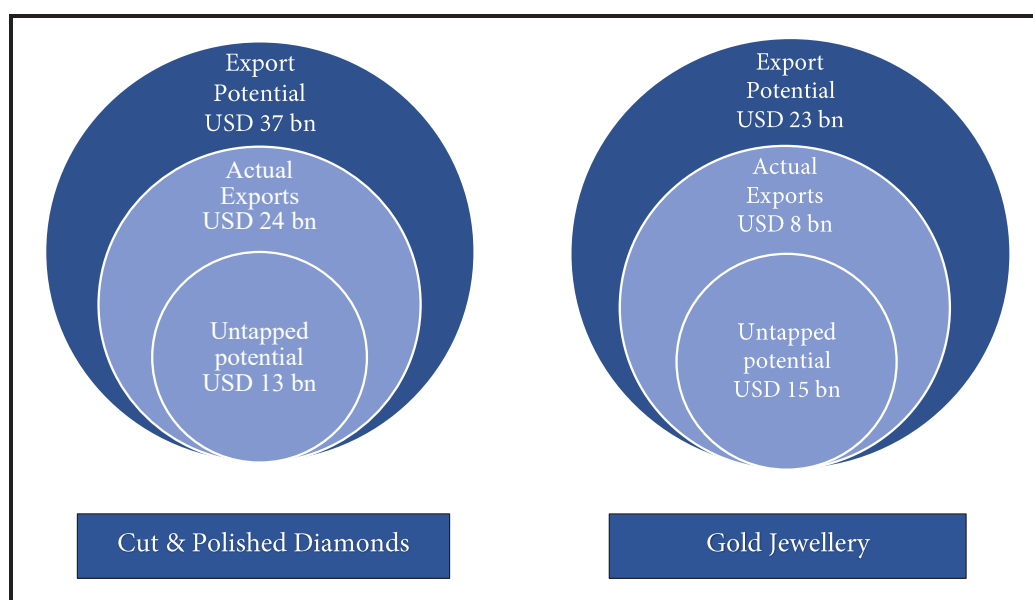 Export
Potential
USD 37 bn
Actual
Exports
USD 24 bn
Untapped
potential
USD 13 bn
Cut & Polished Diamonds
Export
Potential
USD 23 bn
Actual
Exports
USD 8 bn
Untapped
potential
USD 15 bn
Gold Jewellery